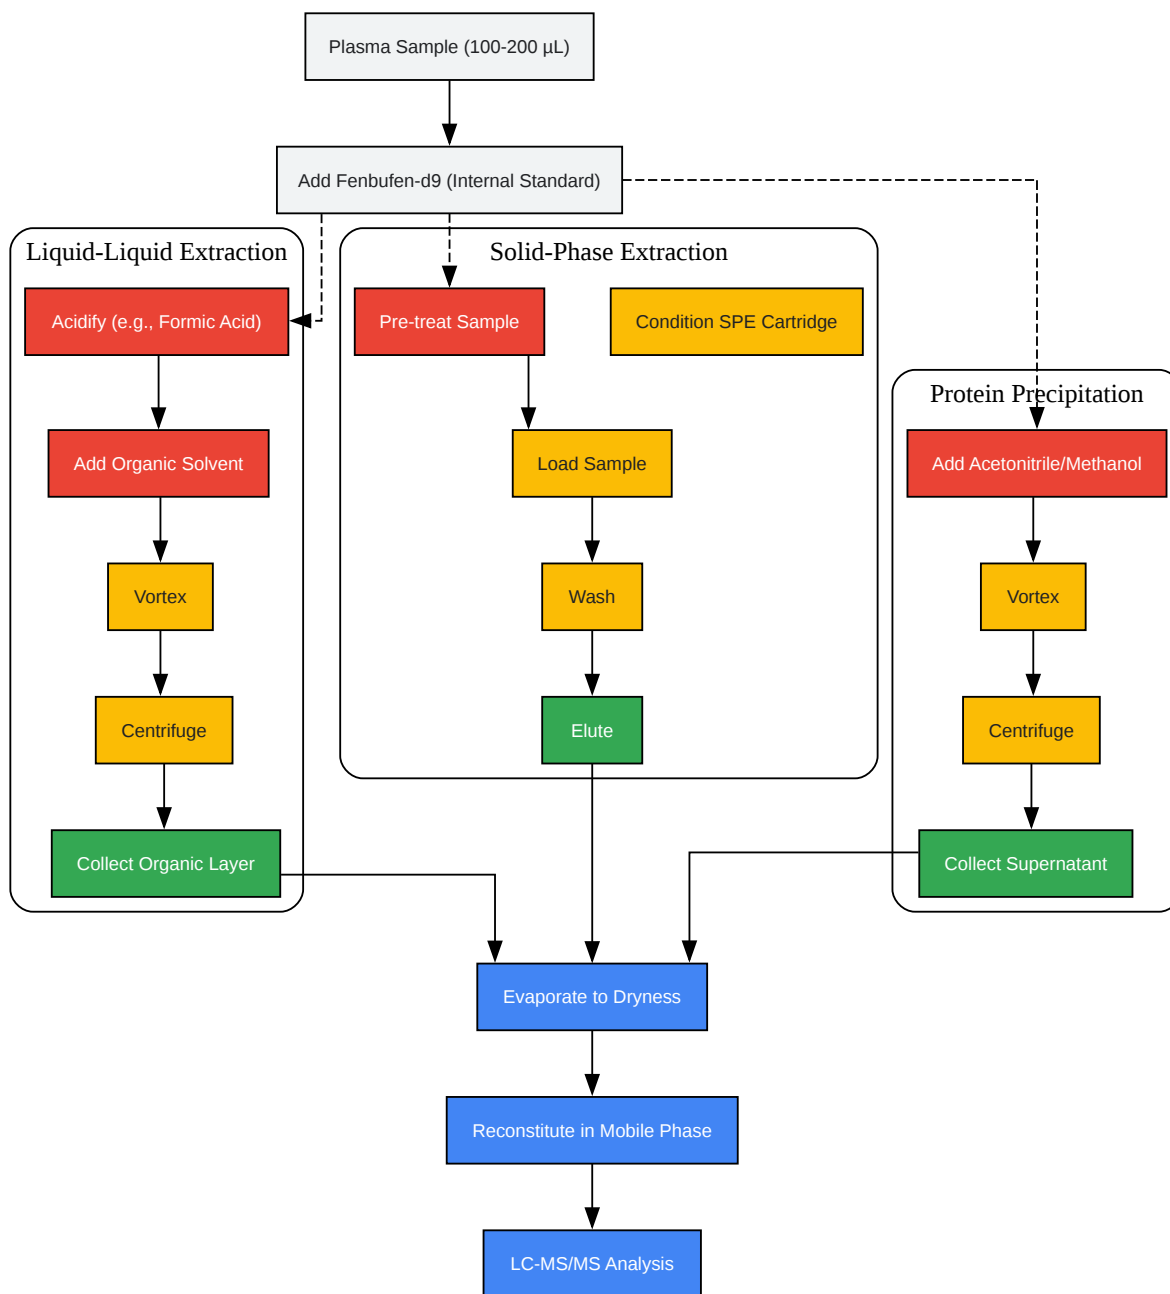 Plasma Sample (100-200 µL)
Add Fenbufen-d9 (Internal Standard)
Liquid-Liquid Extraction
Acidify (e.g., Formic Acid)
Add Organic Solvent
Vortex
Centrifuge
Collect Organic Layer
Solid-Phase Extraction
Pre-treat Sample
Condition SPE Cartridge
Load Sample
Wash
Elute
Protein Precipitation
Add Acetonitrile/Methanol
Vortex
Centrifuge
Collect Supernatant
Evaporate to Dryness
Reconstitute in Mobile Phase
LC-MS/MS Analysis